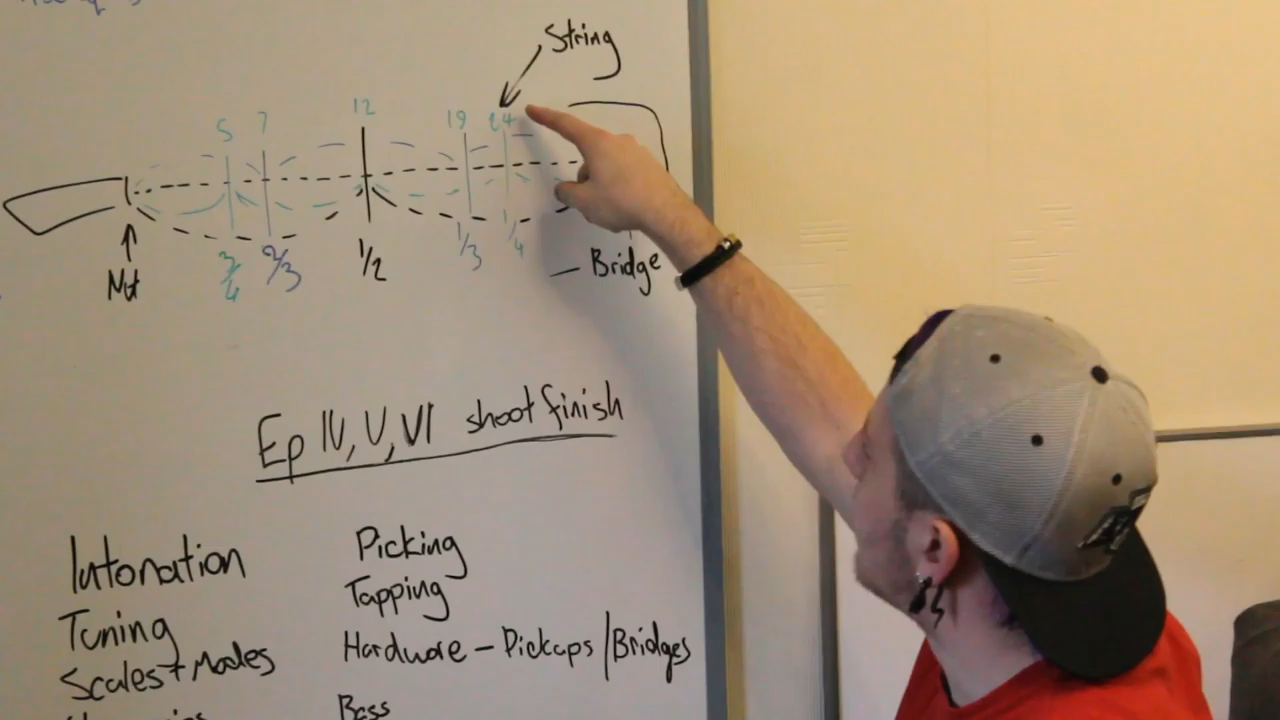 String
5 7 12 19 24
3/4 2/3 1/2 1/3 1/4
Nut
Bridge
Ep IV, V, VI shoot finish
Intonation
Tuning
Scales + Modes
Picking
Tapping
Hardware - Pickups / Bridges
Bass